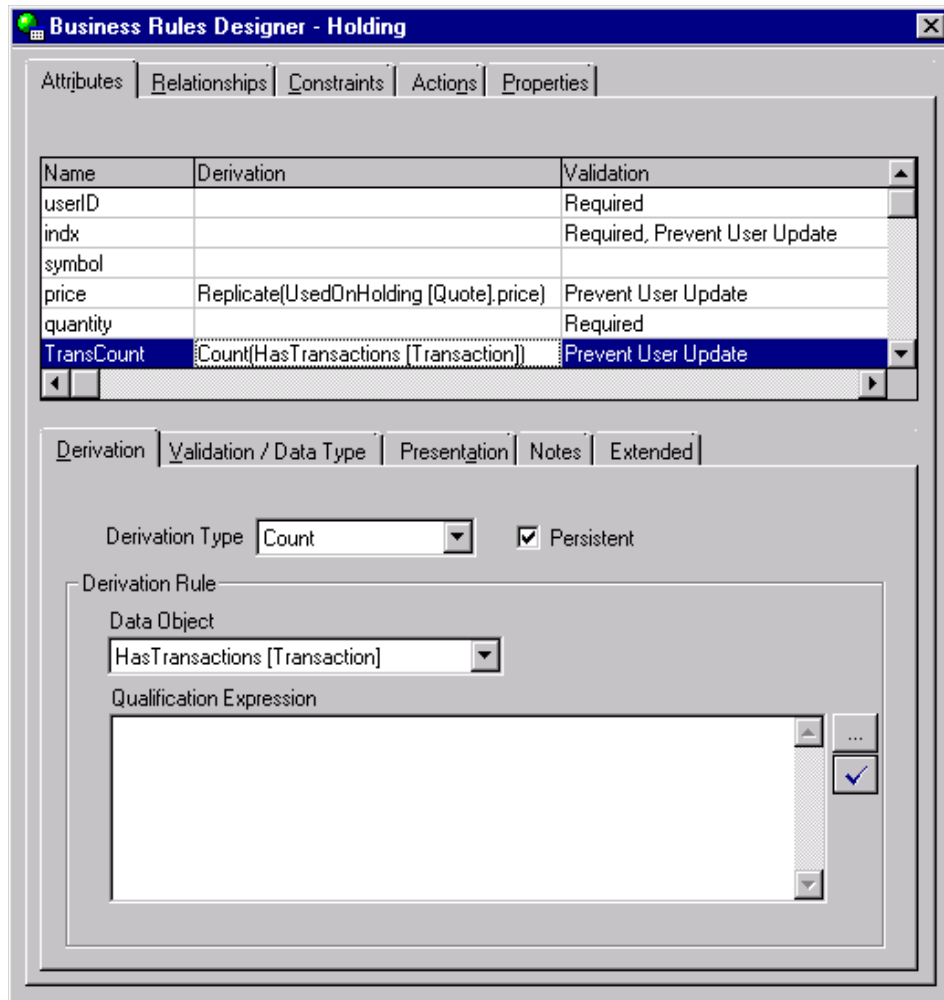 Business Rules Designer - Holding
Attributes Relationships Constraints Actions Properties
Name Derivation Validation
userID Required
indx Required, Prevent User Update
symbol
price Replicate(UsedOnHolding [Quote].price) Prevent User Update
quantity Required
TransCount Count(HasTransactions [Transaction]) Prevent User Update
Derivation Validation / Data Type Presentation Notes Extended
Derivation Type Count Persistent
Derivation Rule
Data Object
HasTransactions [Transaction]
Qualification Expression
...